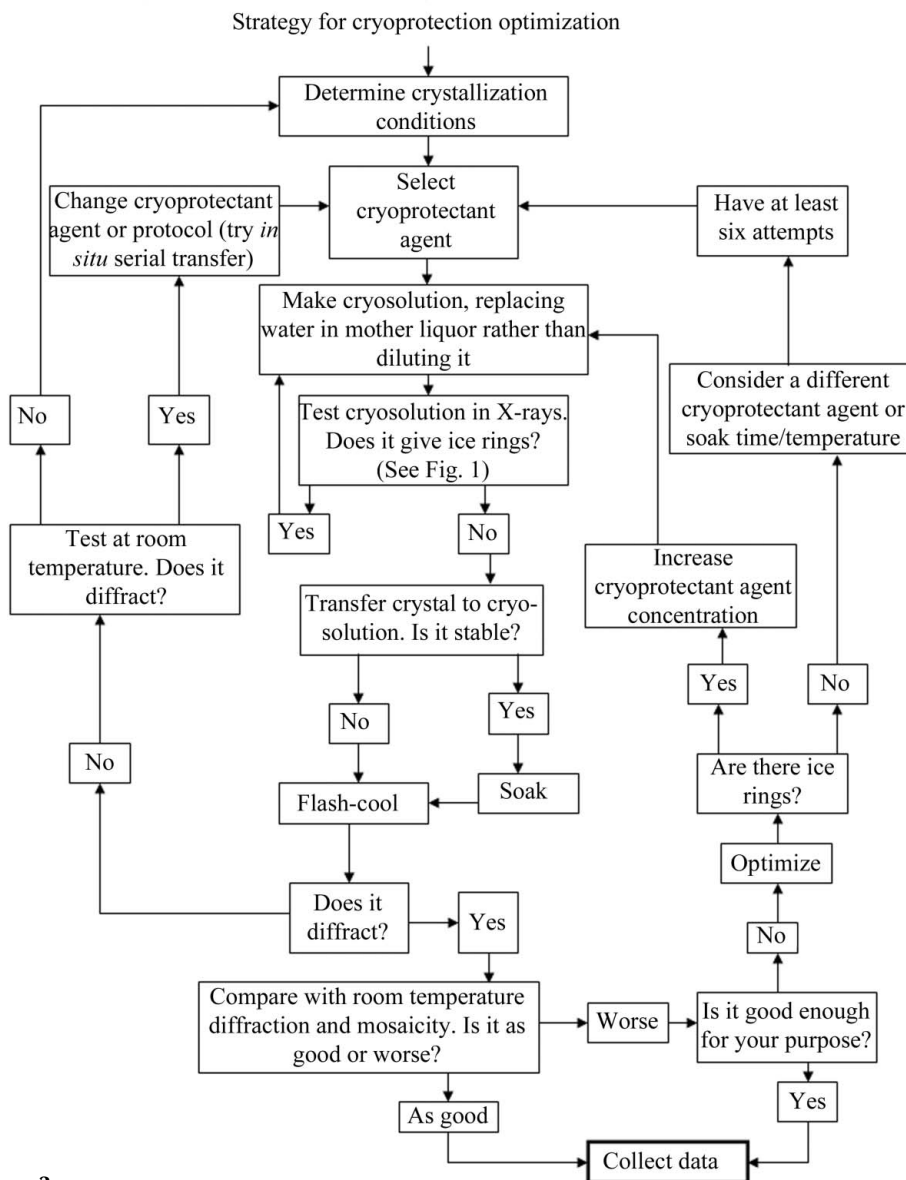 Strategy for cryoprotection optimization
Determine crystallization
conditions
Select
cryoprotectant
agent
Change cryoprotectant
agent or protocol (try in
situ serial transfer)
Have at least
six attempts
Make cryosolution, replacing
water in mother liquor rather than
diluting it
Consider a different
cryoprotectant agent or
soak time/temperature
No
Yes
Test cryosolution in X-rays.
Does it give ice rings?
(See Fig. 1)
Yes
No
Test at room
temperature. Does it
diffract?
Increase
cryoprotectant agent
concentration
Transfer crystal to cryo-
solution. Is it stable?
No
Yes
Yes
No
No
Flash-cool
Soak
Are there ice
rings?
Optimize
Does it
diffract?
Yes
No
Compare with room temperature
diffraction and mosaicity. Is it as
good or worse?
Worse
Is it good enough
for your purpose?
As good
Yes
Collect data